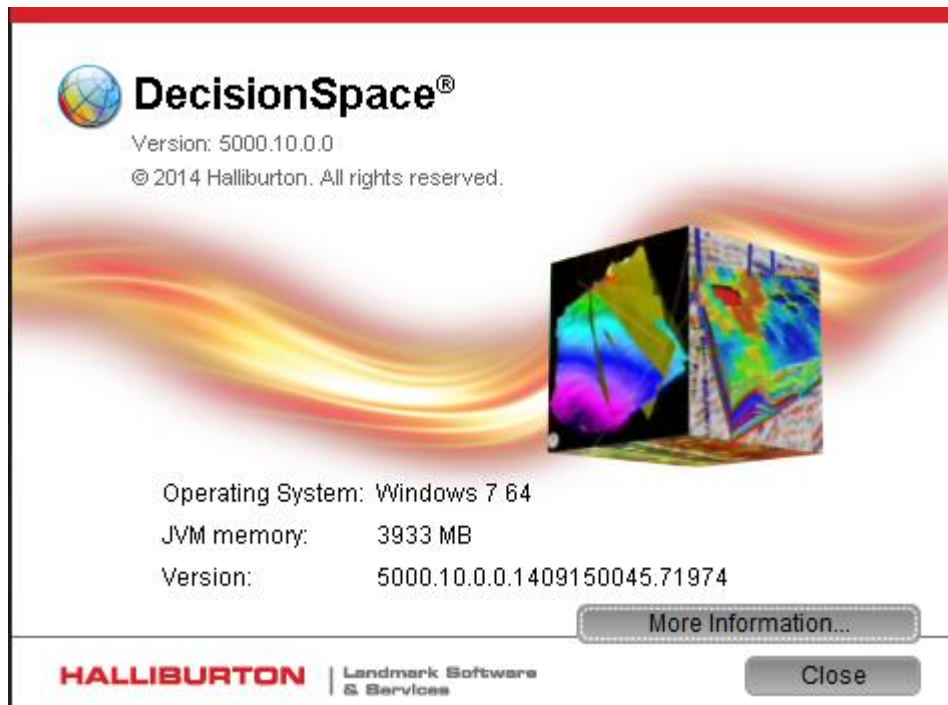 DecisionSpace®
Version: 5000.10.0.0
© 2014 Halliburton. All rights reserved.
Operating System: Windows 7 64
JVM memory: 3933 MB
Version: 5000.10.0.0.1409150045.71974
More Information...
HALLIBURTON | Landmark Software
& Services
Close